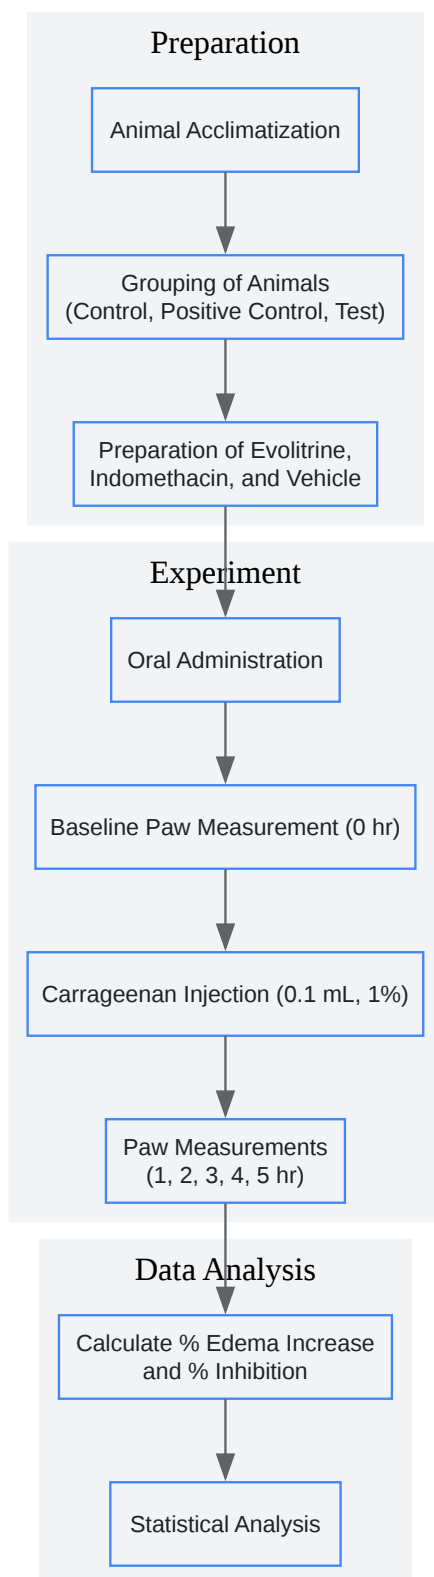 Preparation
Animal Acclimatization
Grouping of Animals
(Control, Positive Control, Test)
Preparation of Evolitrine,
Indomethacin, and Vehicle
Experiment
Oral Administration
Baseline Paw Measurement (0 hr)
Carrageenan Injection (0.1 mL, 1%)
Paw Measurements
(1, 2, 3, 4, 5 hr)
Data Analysis
Calculate % Edema Increase
and % Inhibition
Statistical Analysis